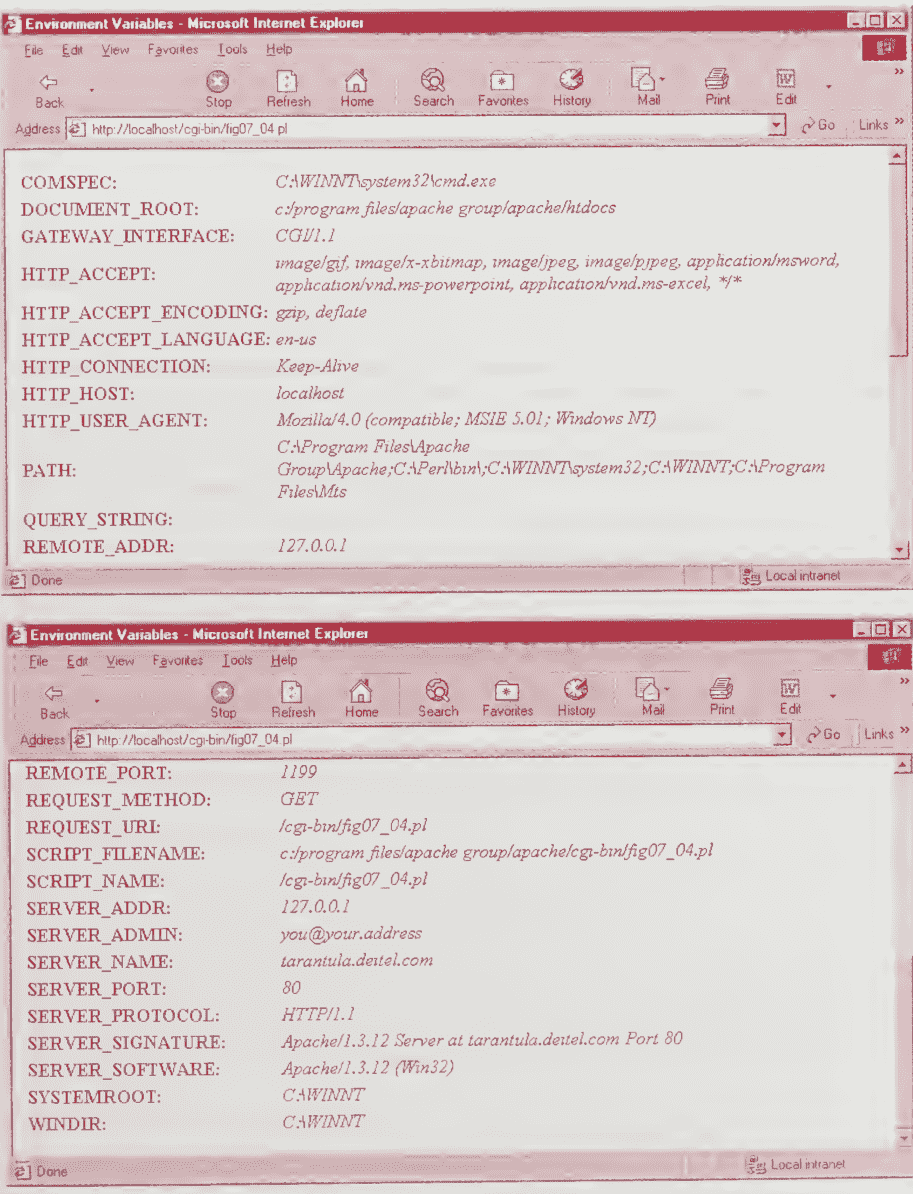 Environment Variables - Microsoft Internet Explorer
File Edit View Favorites Tools Help
Back Stop Refresh Home Search Favorites History Mail Print Edit »
Address http://localhost/cgi-bin/fig07_04.pl Go Links »
COMSPEC: C:\WINNT\system32\cmd.exe
DOCUMENT_ROOT: c:/program files/apache group/apache/htdocs
GATEWAY_INTERFACE: CGI/1.1
HTTP_ACCEPT: image/gif, image/x-xbitmap, image/jpeg, image/pjpeg, application/msword,
application/vnd.ms-powerpoint, application/vnd.ms-excel, */*
HTTP_ACCEPT_ENCODING: gzip, deflate
HTTP_ACCEPT_LANGUAGE: en-us
HTTP_CONNECTION: Keep-Alive
HTTP_HOST: localhost
HTTP_USER_AGENT: Mozilla/4.0 (compatible; MSIE 5.01; Windows NT)
C:\Program Files\Apache
PATH: Group\Apache;C:\Perl\bin\;C:\WINNT\system32;C:\WINNT;C:\Program
Files\Mts
QUERY_STRING:
REMOTE_ADDR: 127.0.0.1
Done Local intranet
Environment Variables - Microsoft Internet Explorer
File Edit View Favorites Tools Help
Back Stop Refresh Home Search Favorites History Mail Print Edit »
Address http://localhost/cgi-bin/fig07_04.pl Go Links »
REMOTE_PORT: 1199
REQUEST_METHOD: GET
REQUEST_URI: /cgi-bin/fig07_04.pl
SCRIPT_FILENAME: c:/program files/apache group/apache/cgi-bin/fig07_04.pl
SCRIPT_NAME: /cgi-bin/fig07_04.pl
SERVER_ADDR: 127.0.0.1
SERVER_ADMIN: you@your.address
SERVER_NAME: tarantula.deitel.com
SERVER_PORT: 80
SERVER_PROTOCOL: HTTP/1.1
SERVER_SIGNATURE: Apache/1.3.12 Server at tarantula.deitel.com Port 80
SERVER_SOFTWARE: Apache/1.3.12 (Win32)
SYSTEMROOT: C:\WINNT
WINDIR: C:\WINNT
Done Local intranet